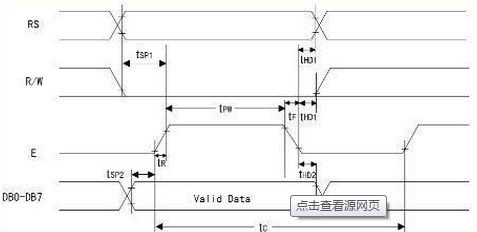 RS
tSP1
tHD1
R/W
tPW
tF
tHD1
E
tSP2
tR
tHD2
DB0-DB7
Valid Data
点击查看源网页
tC